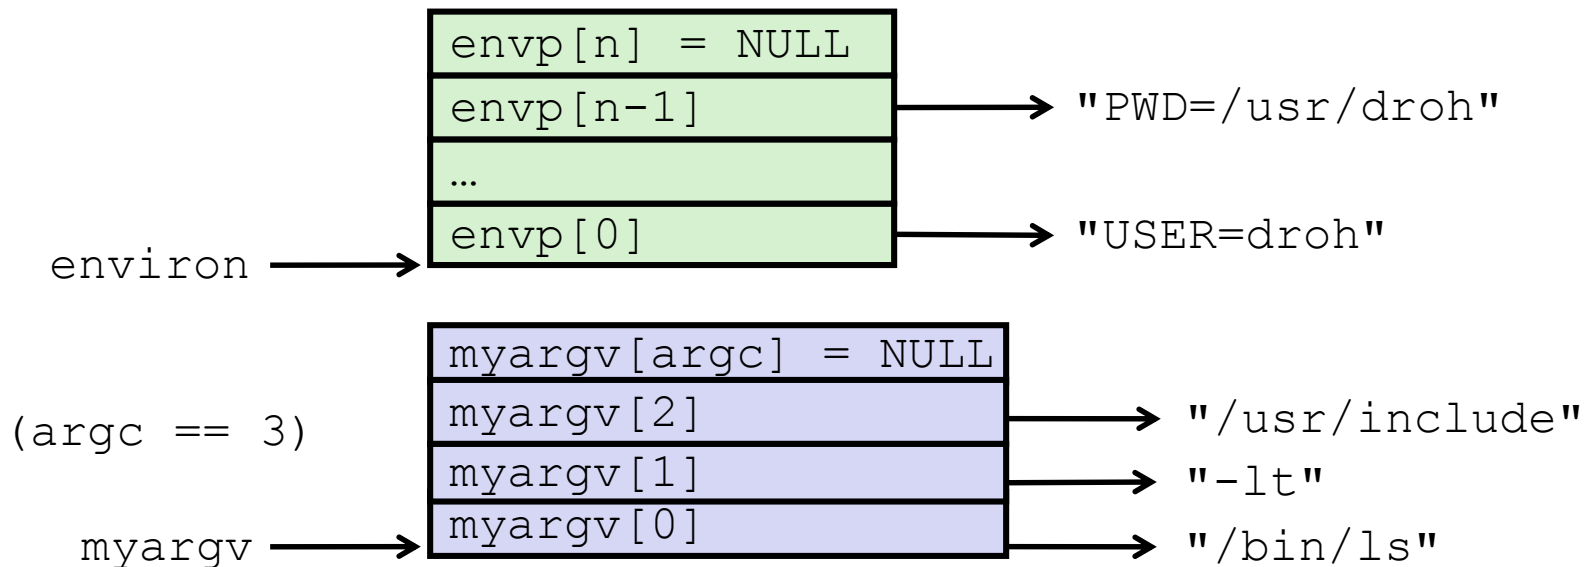 envp[n] = NULL
envp[n-1]
"PWD=/usr/droh"
…
envp[0]
"USER=droh"
environ
myargv[argc] = NULL
myargv[2]
"/usr/include"
(argc == 3)
myargv[1]
"-lt"
myargv[0]
"/bin/ls"
myargv